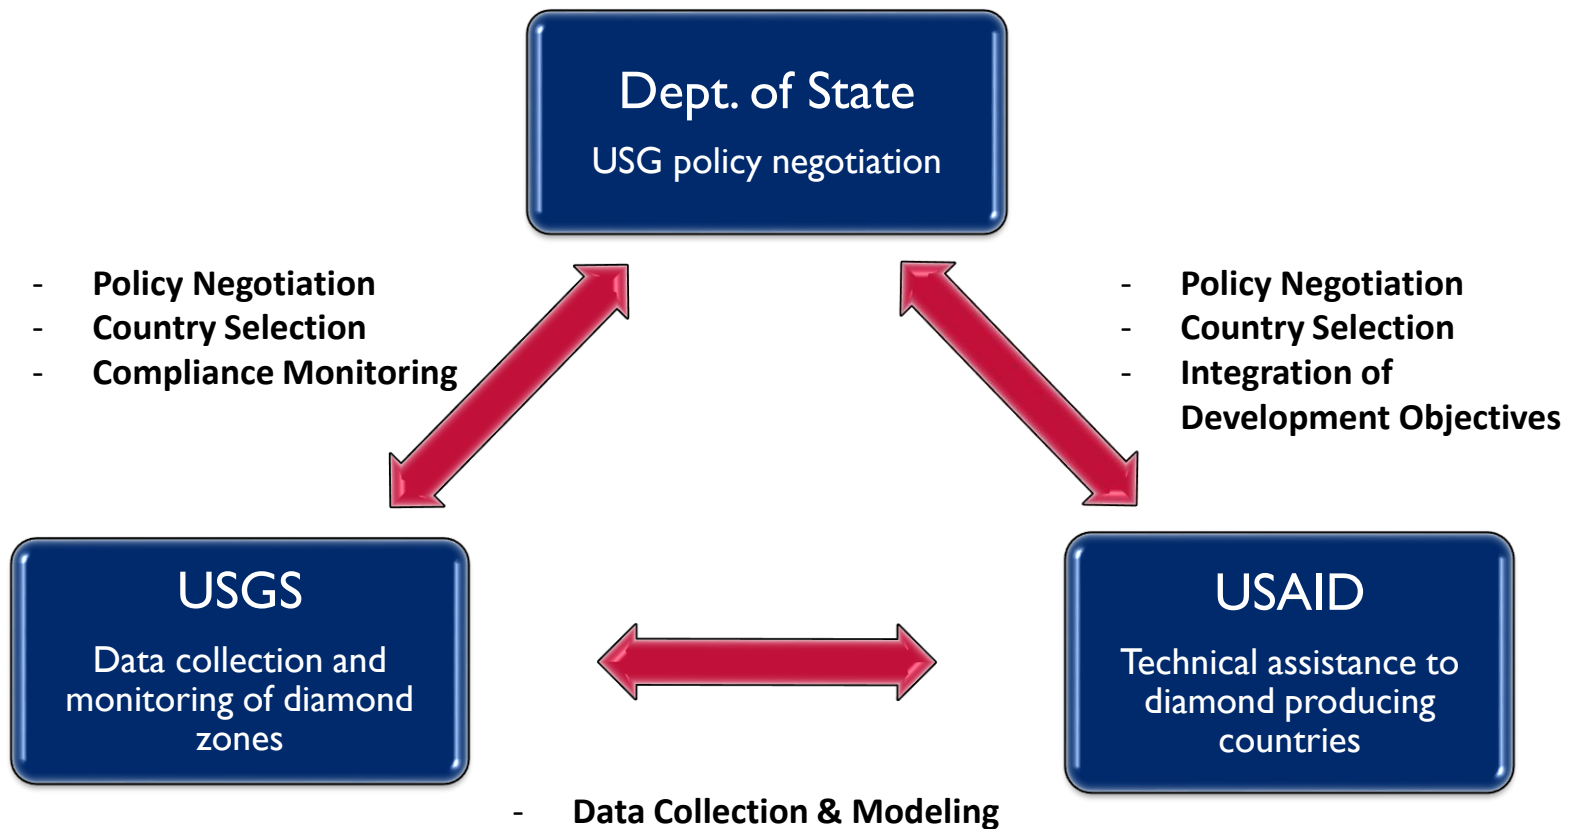 Dept. of State
USG policy negotiation
- Policy Negotiation
- Country Selection
- Compliance Monitoring
- Policy Negotiation
- Country Selection
- Integration of
Development Objectives
USGS
Data collection and
monitoring of diamond
zones
USAID
Technical assistance to
diamond producing
countries
- Data Collection & Modeling